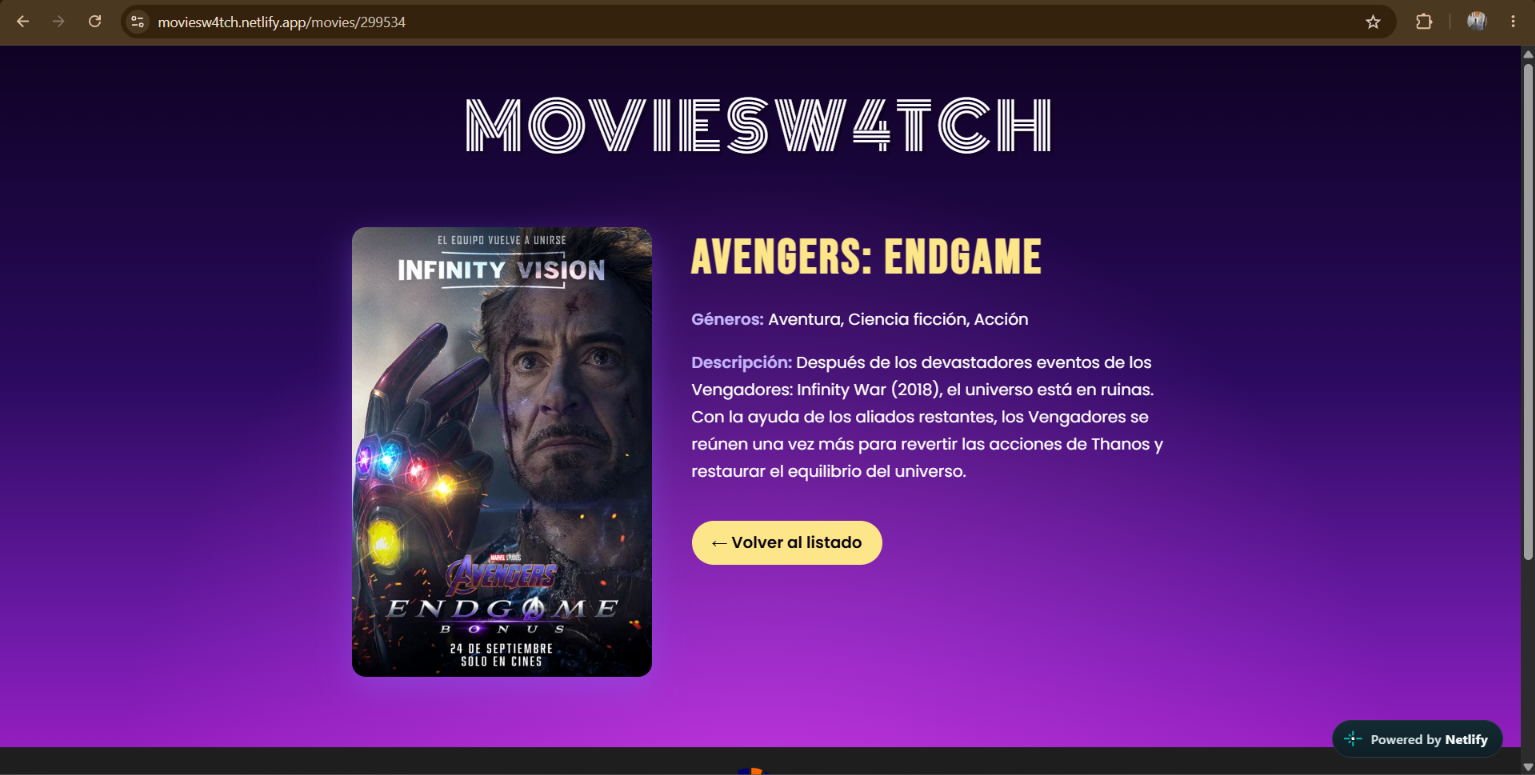 moviesw4tch.netlify.app/movies/299534
MOVIESW4TCH
EL EQUIPO VUELVE A UNIRSE
INFINITY VISION
MARVEL STUDIOS
AVENGERS
ENDGAME
BONUS
24 DE SEPTIEMBRE
SOLO EN CINES
AVENGERS: ENDGAME
Géneros: Aventura, Ciencia ficción, Acción
Descripción: Después de los devastadores eventos de los
Vengadores: Infinity War (2018), el universo está en ruinas.
Con la ayuda de los aliados restantes, los Vengadores se
reúnen una vez más para revertir las acciones de Thanos y
restaurar el equilibrio del universo.
← Volver al listado
Powered by Netlify